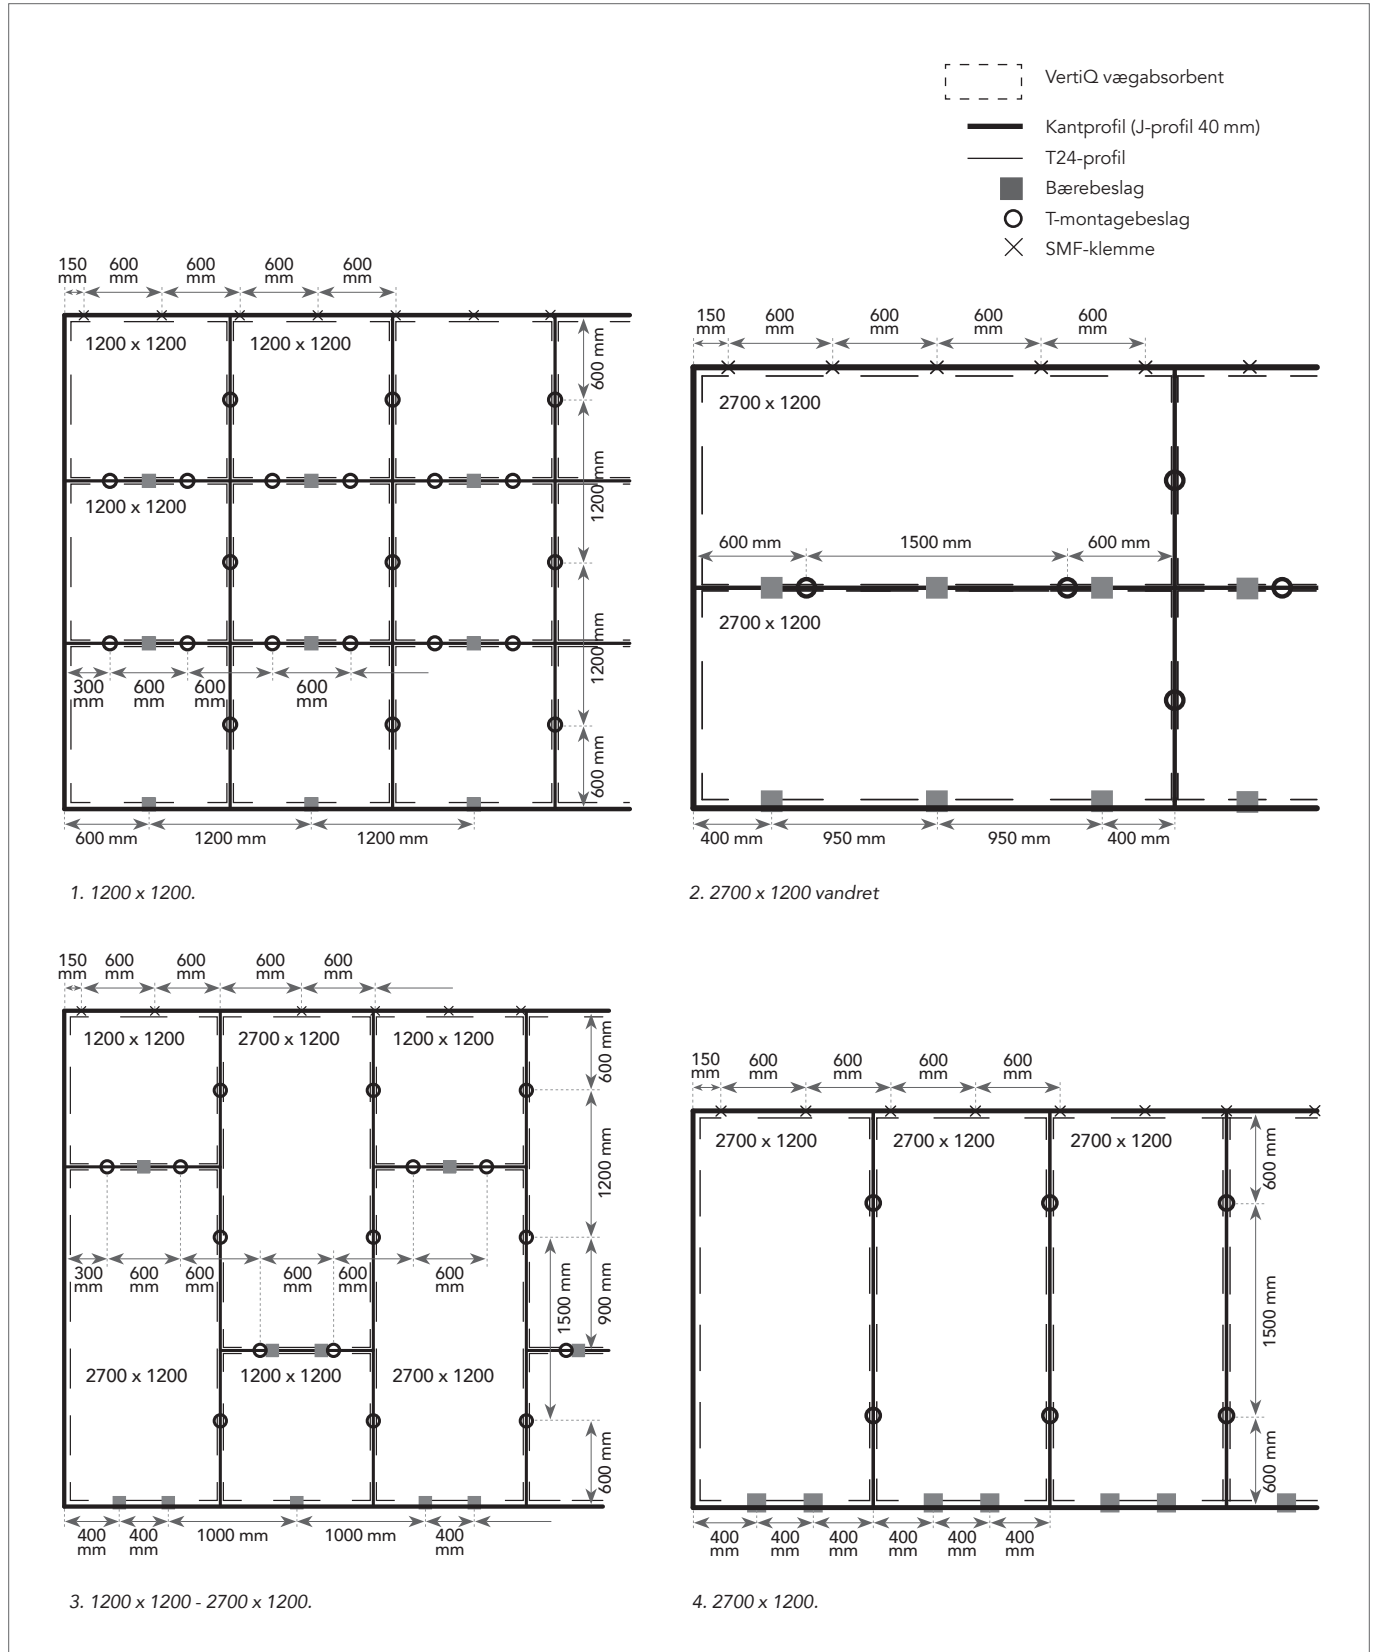 VertiQ vægabsorbent
Kantprofil (J-profil 40 mm)
T24-profil
Bærebeslag
T-montagebeslag
SMF-klemme
150 mm
600 mm
600 mm
600 mm
600 mm
1200 x 1200
1200 x 1200
600 mm
1200 mm
1200 x 1200
1200 mm
300 mm
600 mm
600 mm
600 mm
600 mm
600 mm
1200 mm
1200 mm
1. 1200 x 1200.
150 mm
600 mm
600 mm
600 mm
600 mm
2700 x 1200
600 mm
1500 mm
600 mm
2700 x 1200
400 mm
950 mm
950 mm
400 mm
2. 2700 x 1200 vandret
150 mm
600 mm
600 mm
600 mm
600 mm
1200 x 1200
2700 x 1200
1200 x 1200
600 mm
1200 mm
300 mm
600 mm
600 mm
600 mm
600 mm
600 mm
1500 mm
900 mm
2700 x 1200
1200 x 1200
2700 x 1200
600 mm
400 mm
400 mm
1000 mm
1000 mm
400 mm
3. 1200 x 1200 - 2700 x 1200.
150 mm
600 mm
600 mm
600 mm
600 mm
2700 x 1200
2700 x 1200
2700 x 1200
600 mm
1500 mm
600 mm
400 mm
400 mm
400 mm
400 mm
400 mm
400 mm
4. 2700 x 1200.